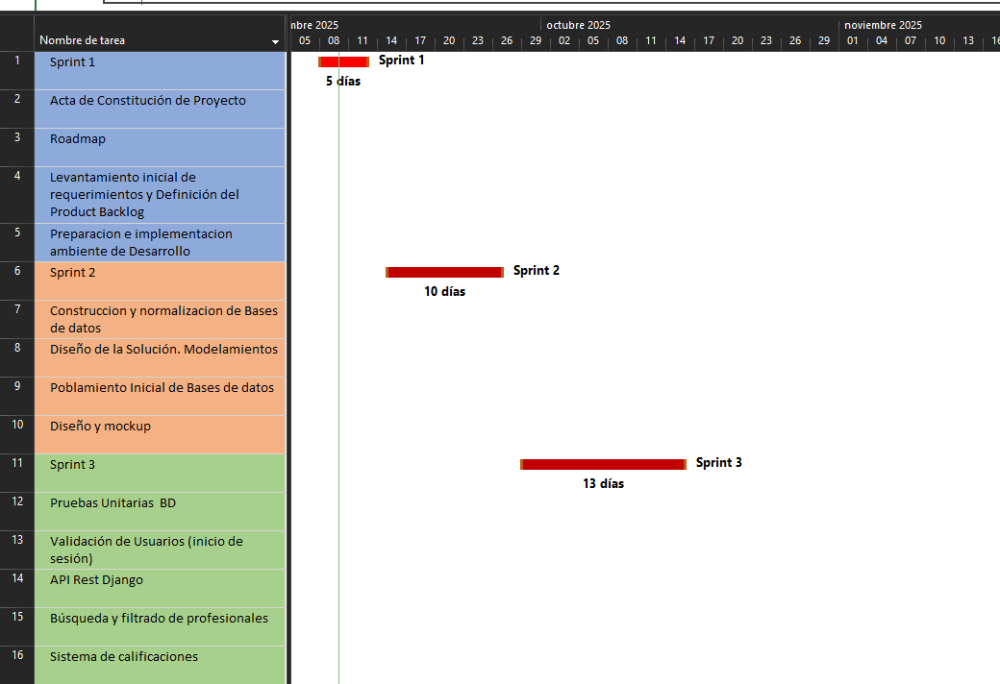 mbre 2025 octubre 2025 noviembre 2025
Nombre de tarea 05 08 11 14 17 20 23 26 29 02 05 08 11 14 17 20 23 26 29 01 04 07 10 13 16
1 Sprint 1 Sprint 1
5 días
2 Acta de Constitución de Proyecto
3 Roadmap
4 Levantamiento inicial de
requerimientos y Definición del
Product Backlog
5 Preparacion e implementacion
ambiente de Desarrollo
6 Sprint 2 Sprint 2
10 días
7 Construccion y normalizacion de Bases
de datos
8 Diseño de la Solución. Modelamientos
9 Poblamiento Inicial de Bases de datos
10 Diseño y mockup
11 Sprint 3 Sprint 3
13 días
12 Pruebas Unitarias  BD
13 Validación de Usuarios (inicio de
sesión)
14 API Rest Django
15 Búsqueda y filtrado de profesionales
16 Sistema de calificaciones